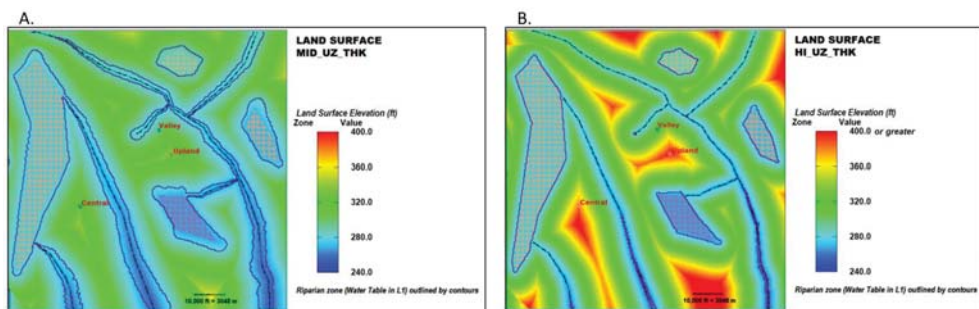 A.
LAND SURFACE
MID_UZ_THK
Land Surface Elevation (ft)
Zone Value
400.0
360.0
320.0
280.0
240.0
Valley
Upland
Central
10,000 ft = 3048 m
Riparian zone (Water Table in L1) outlined by contours
B.
LAND SURFACE
HI_UZ_THK
Land Surface Elevation (ft)
Zone Value
400.0 or greater
360.0
320.0
280.0
240.0
Valley
Upland
Central
10,000 ft = 3048 m
Riparian zone (Water Table in L1) outlined by contours